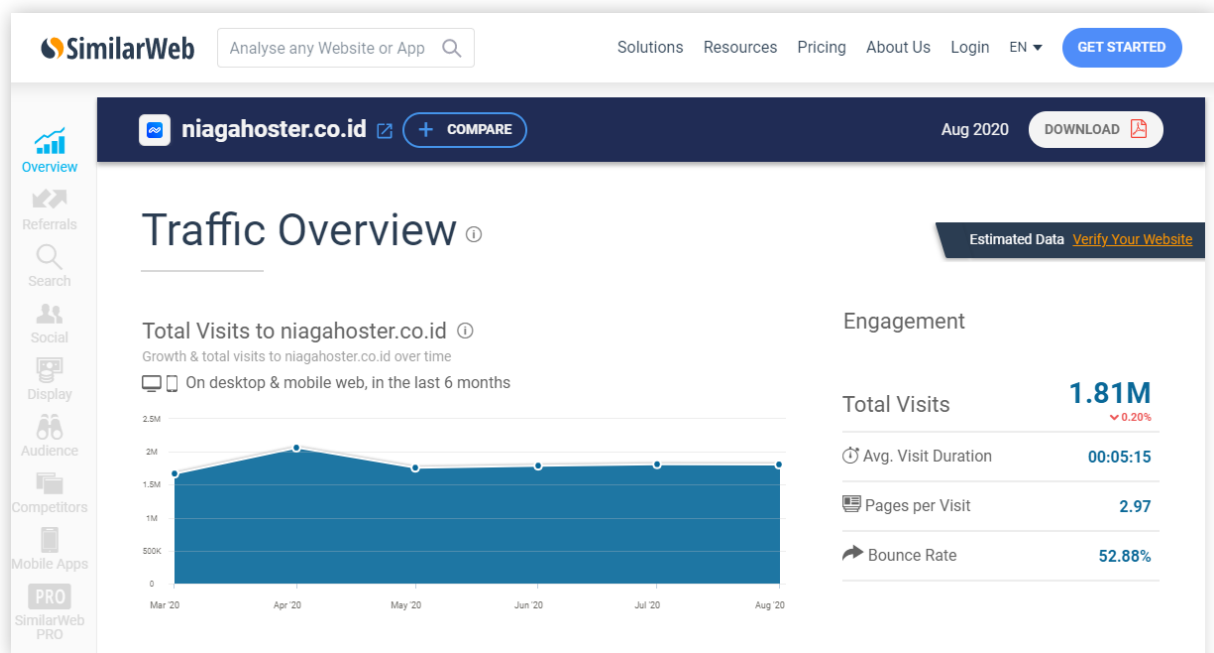 SimilarWeb
Analyse any Website or App
Solutions Resources Pricing About Us Login EN GET STARTED
niagahoster.co.id + COMPARE
Aug 2020 DOWNLOAD
Overview
Referrals
Search
Social
Display
Audience
Competitors
Mobile Apps
PRO
SimilarWeb
PRO
Traffic Overview
Estimated Data Verify Your Website
Total Visits to niagahoster.co.id
Growth & total visits to niagahoster.co.id over time
On desktop & mobile web, in the last 6 months
2.5M
2M
1.5M
1M
500K
0
Mar '20 Apr '20 May '20 Jun '20 Jul '20 Aug '20
Engagement
Total Visits 1.81M
0.20%
Avg. Visit Duration 00:05:15
Pages per Visit 2.97
Bounce Rate 52.88%